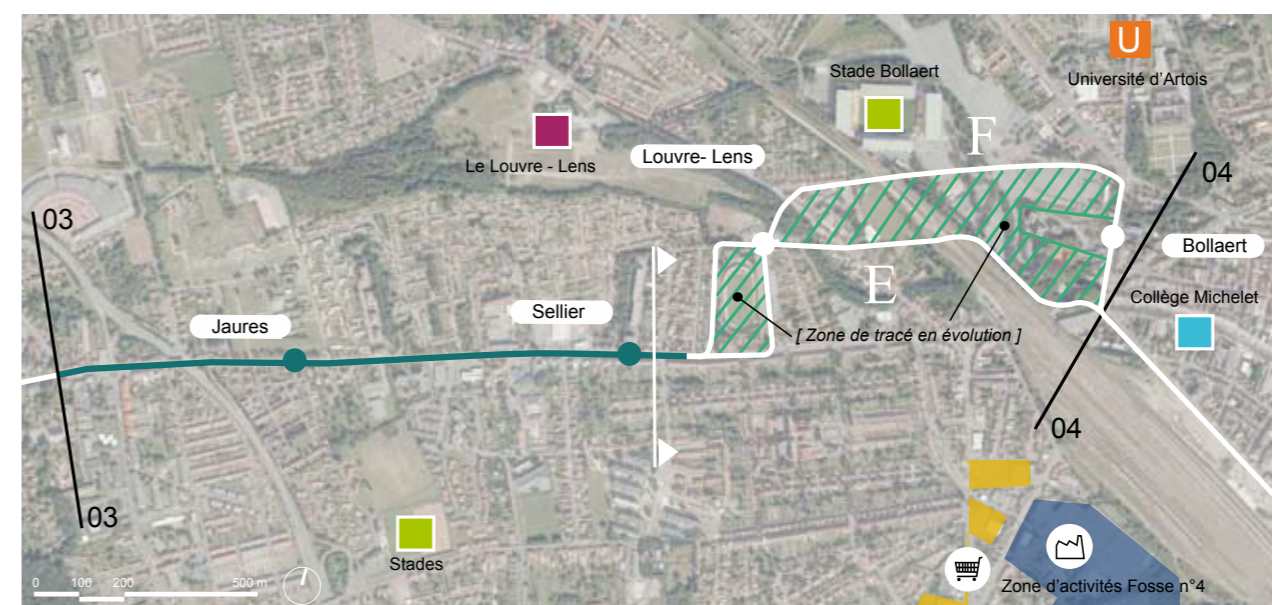 U
Stade Bollaert
Université d'Artois
F
Le Louvre - Lens
Louvre- Lens
04
03
Bollaert
E
Collège Michelet
Sellier
Jaures
[ Zone de tracé en évolution ]
04
03
Stades
0 100 200 500 m
Zone d'activités Fosse n°4